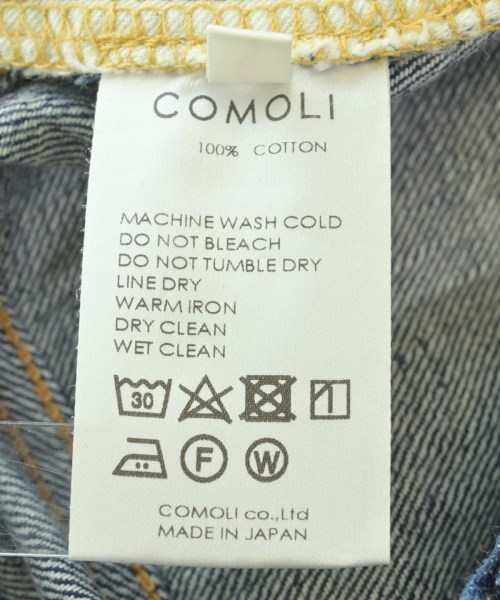 COMOLI
100% COTTON
MACHINE WASH COLD
DO NOT BLEACH
DO NOT TUMBLE DRY
LINE DRY
WARM IRON
DRY CLEAN
WET CLEAN
30
F W
COMOLI co.,Ltd
MADE IN JAPAN